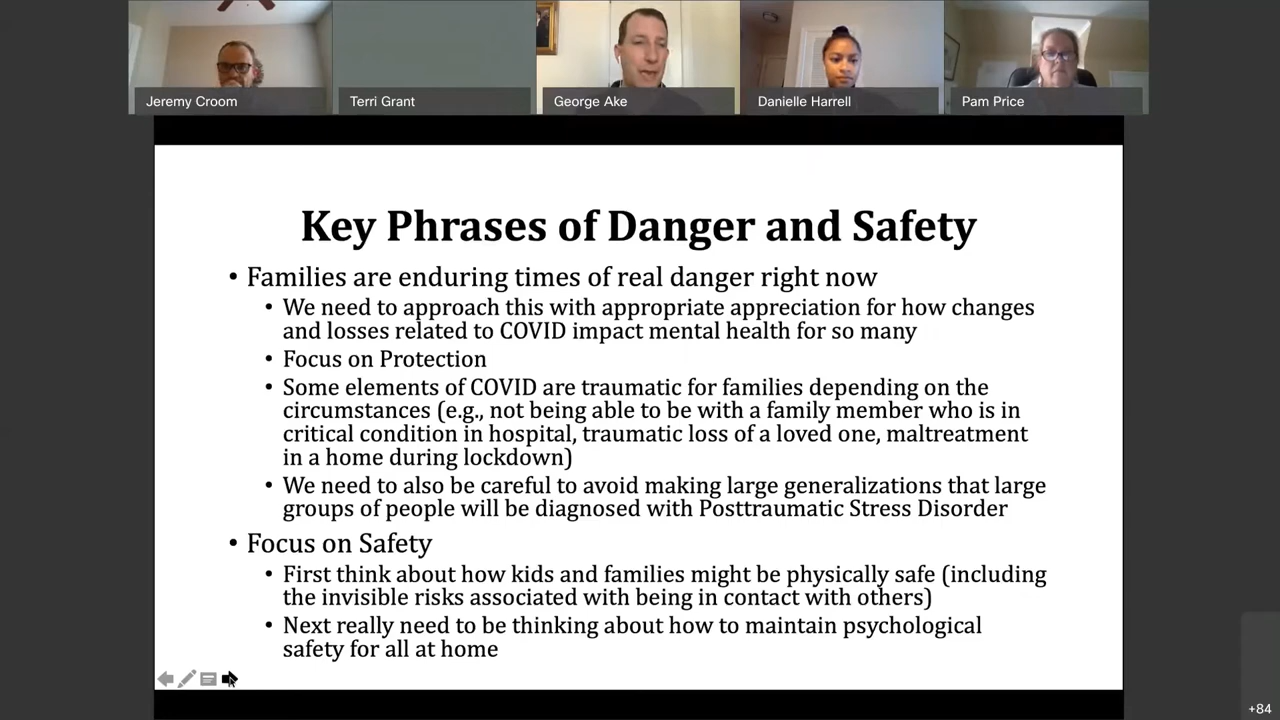 Jeremy Croom
Terri Grant
George Ake
Danielle Harrell
Pam Price
Key Phrases of Danger and Safety
• Families are enduring times of real danger right now
• We need to approach this with appropriate appreciation for how changes
and losses related to COVID impact mental health for so many
• Focus on Protection
• Some elements of COVID are traumatic for families depending on the
circumstances (e.g., not being able to be with a family member who is in
critical condition in hospital, traumatic loss of a loved one, maltreatment
in a home during lockdown)
• We need to also be careful to avoid making large generalizations that large
groups of people will be diagnosed with Posttraumatic Stress Disorder
• Focus on Safety
• First think about how kids and families might be physically safe (including
the invisible risks associated with being in contact with others)
• Next really need to be thinking about how to maintain psychological
safety for all at home
+84